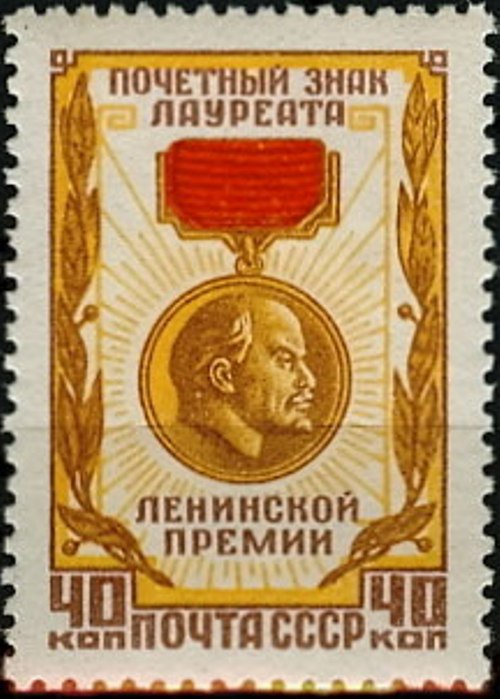 ПОЧЕТНЫЙ ЗНАК
ЛАУРЕАТА
ЛЕНИНСКОЙ
ПРЕМИИ
40 40
коп ПОЧТА СССР коп